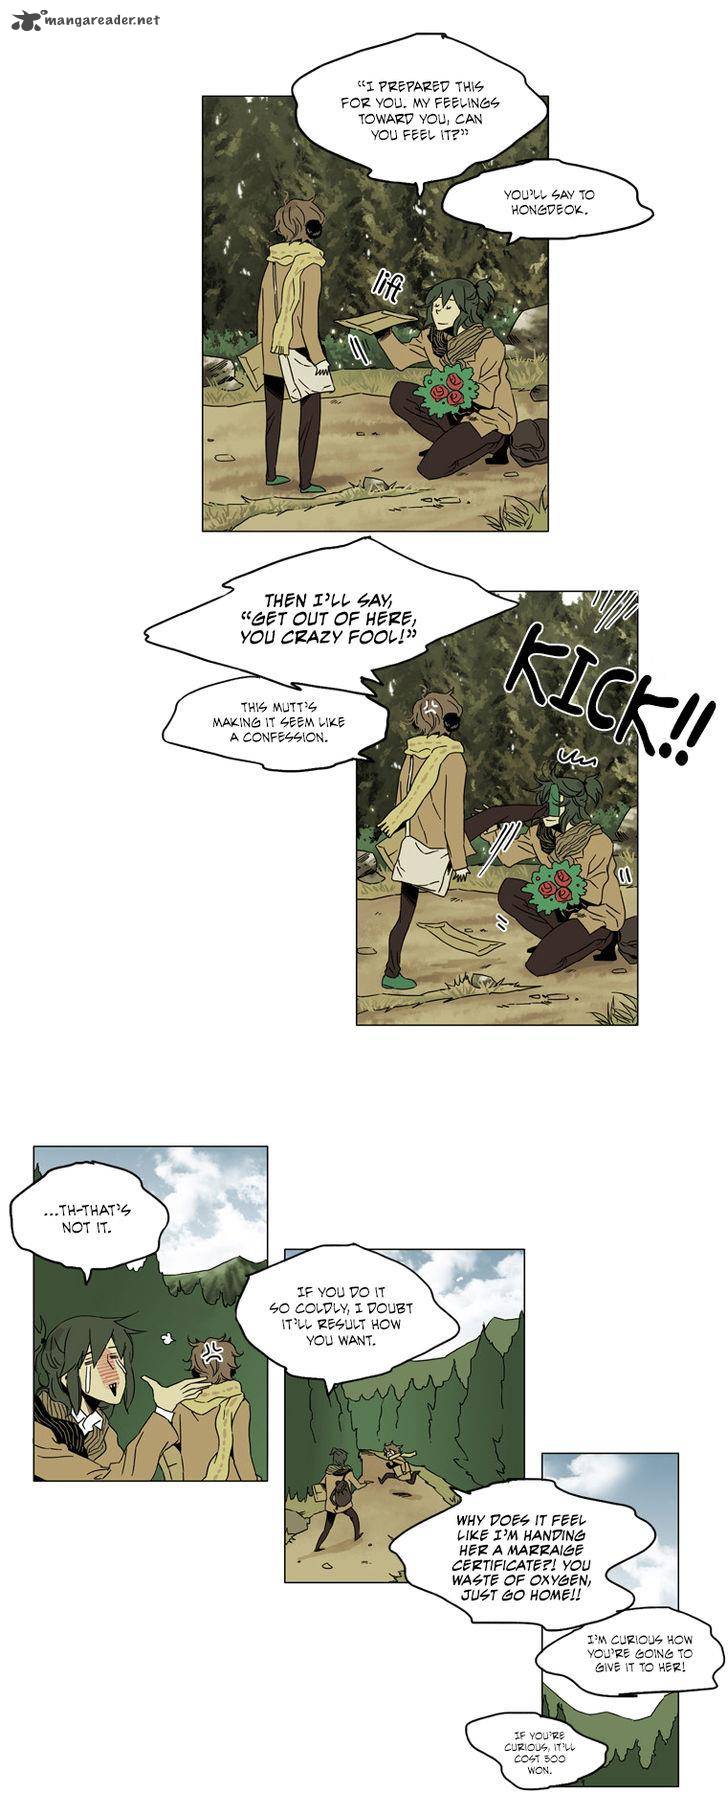 mangareader.net
"I PREPARED THIS
FOR YOU. MY FEELINGS
TOWARD YOU, CAN
YOU FEEL IT?"
YOU'LL SAY TO
HONGDEOK.
lift
THEN I'LL SAY,
"GET OUT OF HERE,
YOU CRAZY FOOL!"
KICK!!
THIS MUTT'S
MAKING IT SEEM LIKE
A CONFESSION.
...TH-THAT'S
NOT IT.
IF YOU DO IT
SO COLDLY, I DOUBT
IT'LL RESULT HOW
YOU WANT.
WHY DOES IT FEEL
LIKE I'M HANDING
HER A MARRAIGE
CERTIFICATE?! YOU
WASTE OF OXYGEN,
JUST GO HOME!!
I'M CURIOUS HOW
YOU'RE GOING TO
GIVE IT TO HER!
IF YOU'RE
CURIOUS, IT'LL
COST 500
WON.